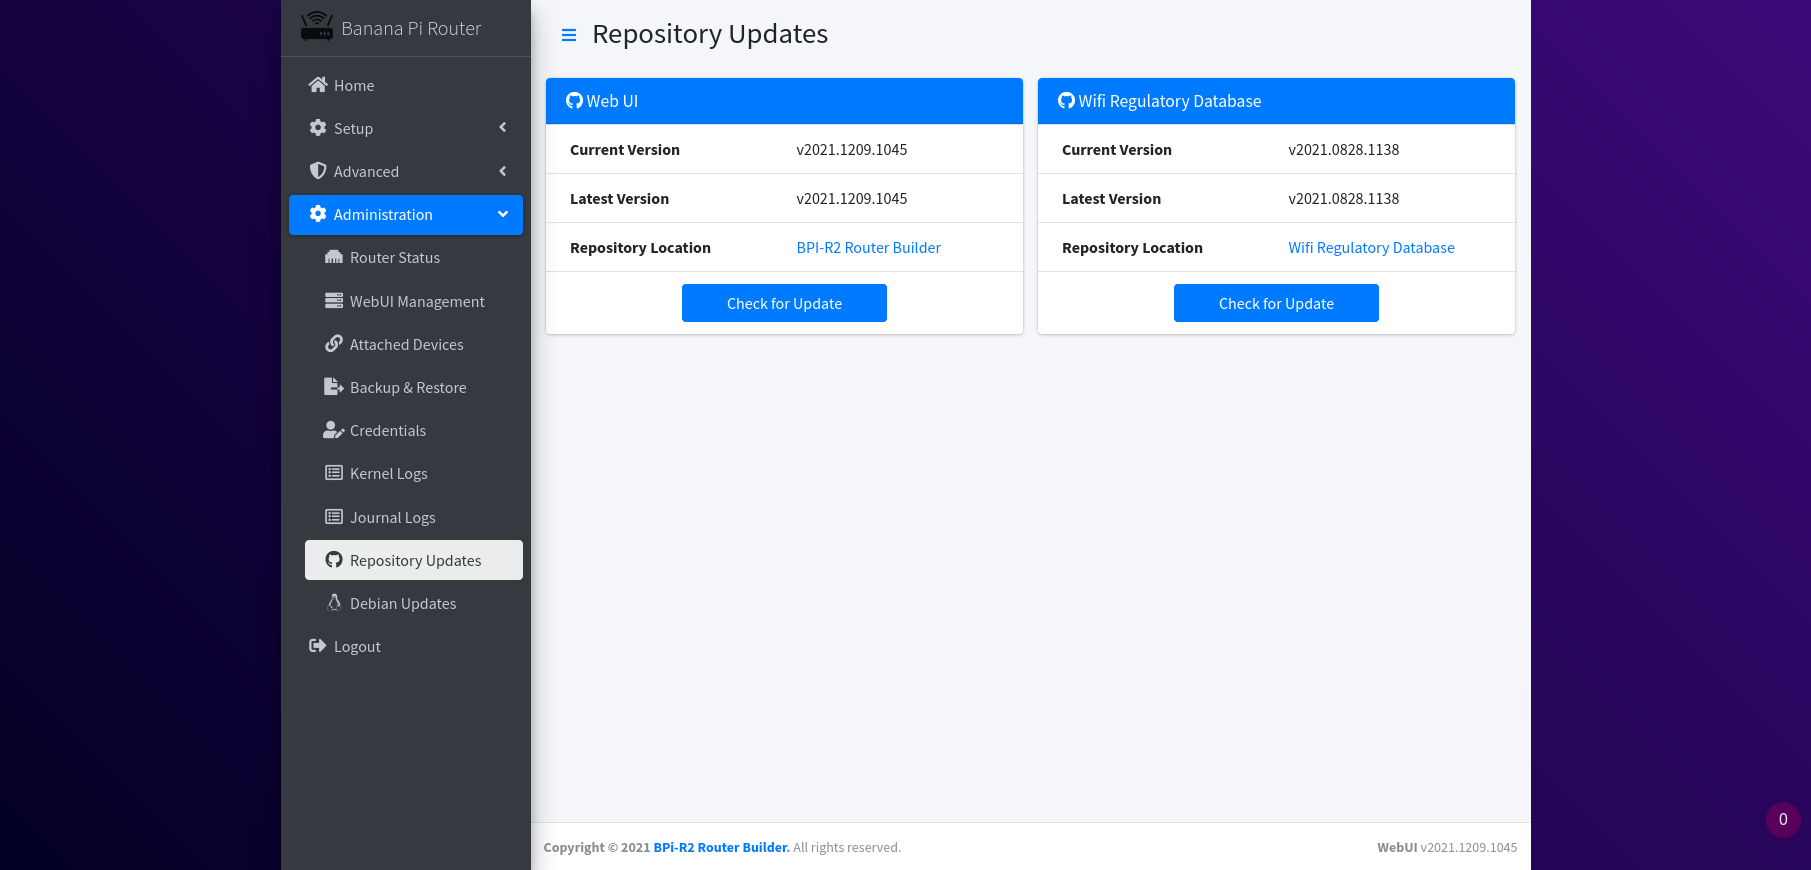 Banana Pi Router
Home
Setup
Advanced
Administration
Router Status
WebUI Management
Attached Devices
Backup & Restore
Credentials
Kernel Logs
Journal Logs
Repository Updates
Debian Updates
Logout
Repository Updates
Web UI
Current Version v2021.1209.1045
Latest Version v2021.1209.1045
Repository Location BPI-R2 Router Builder
Check for Update
Wifi Regulatory Database
Current Version v2021.0828.1138
Latest Version v2021.0828.1138
Repository Location Wifi Regulatory Database
Check for Update
Copyright © 2021 BPi-R2 Router Builder. All rights reserved.
WebUI v2021.1209.1045
0